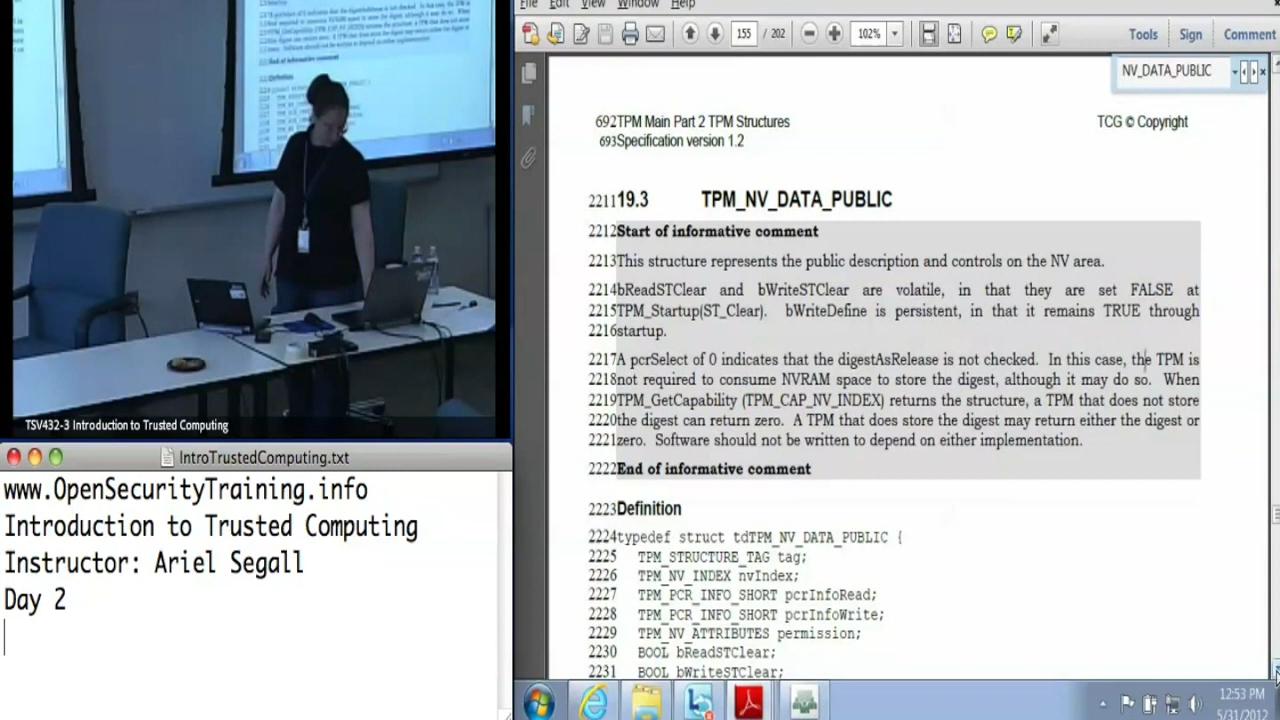 TSV432-3 Introduction to Trusted Computing
IntroTrustedComputing.txt
www.OpenSecurityTraining.info
Introduction to Trusted Computing
Instructor: Ariel Segall
Day 2
File Edit View Window Help
155 / 202
102%
Tools Sign Comment
NV_DATA_PUBLIC
692TPM Main Part 2 TPM Structures
TCG © Copyright
693Specification version 1.2
221119.3 TPM_NV_DATA_PUBLIC
2212Start of informative comment
2213This structure represents the public description and controls on the NV area.
2214bReadSTClear and bWriteSTClear are volatile, in that they are set FALSE at
2215TPM_Startup(ST_Clear). bWriteDefine is persistent, in that it remains TRUE through
2216startup.
2217A pcrSelect of 0 indicates that the digestAsRelease is not checked. In this case, the TPM is
2218not required to consume NVRAM space to store the digest, although it may do so. When
2219TPM_GetCapability (TPM_CAP_NV_INDEX) returns the structure, a TPM that does not store
2220the digest can return zero. A TPM that does store the digest may return either the digest or
2221zero. Software should not be written to depend on either implementation.
2222End of informative comment
2223Definition
2224typedef struct tdTPM_NV_DATA_PUBLIC {
2225 TPM_STRUCTURE_TAG tag;
2226 TPM_NV_INDEX nvIndex;
2227 TPM_PCR_INFO_SHORT pcrInfoRead;
2228 TPM_PCR_INFO_SHORT pcrInfoWrite;
2229 TPM_NV_ATTRIBUTES permission;
2230 BOOL bReadSTClear;
2231 BOOL bWriteSTClear;
12:53 PM
5/31/2012